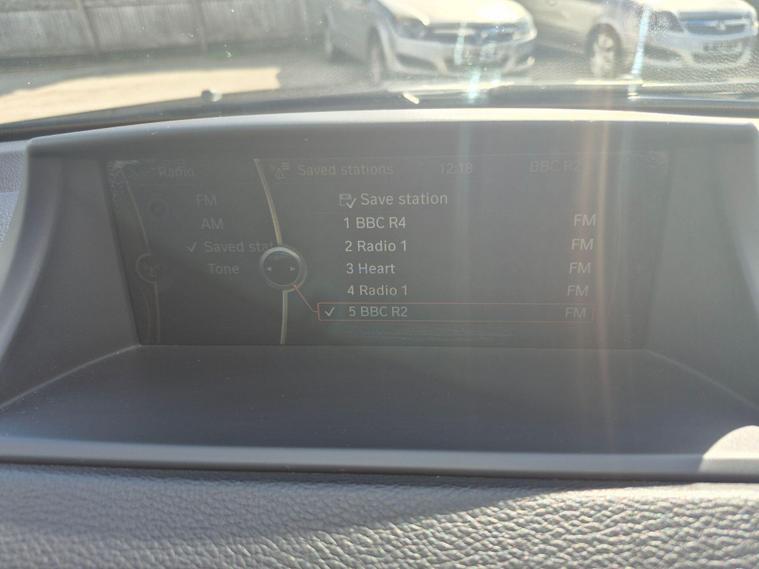 Radio Saved stations 12:18 BBC R2
FM
AM
✓ Saved stat
Tone
Save station
1 BBC R4 FM
2 Radio 1 FM
3 Heart FM
4 Radio 1 FM
✓ 5 BBC R2 FM